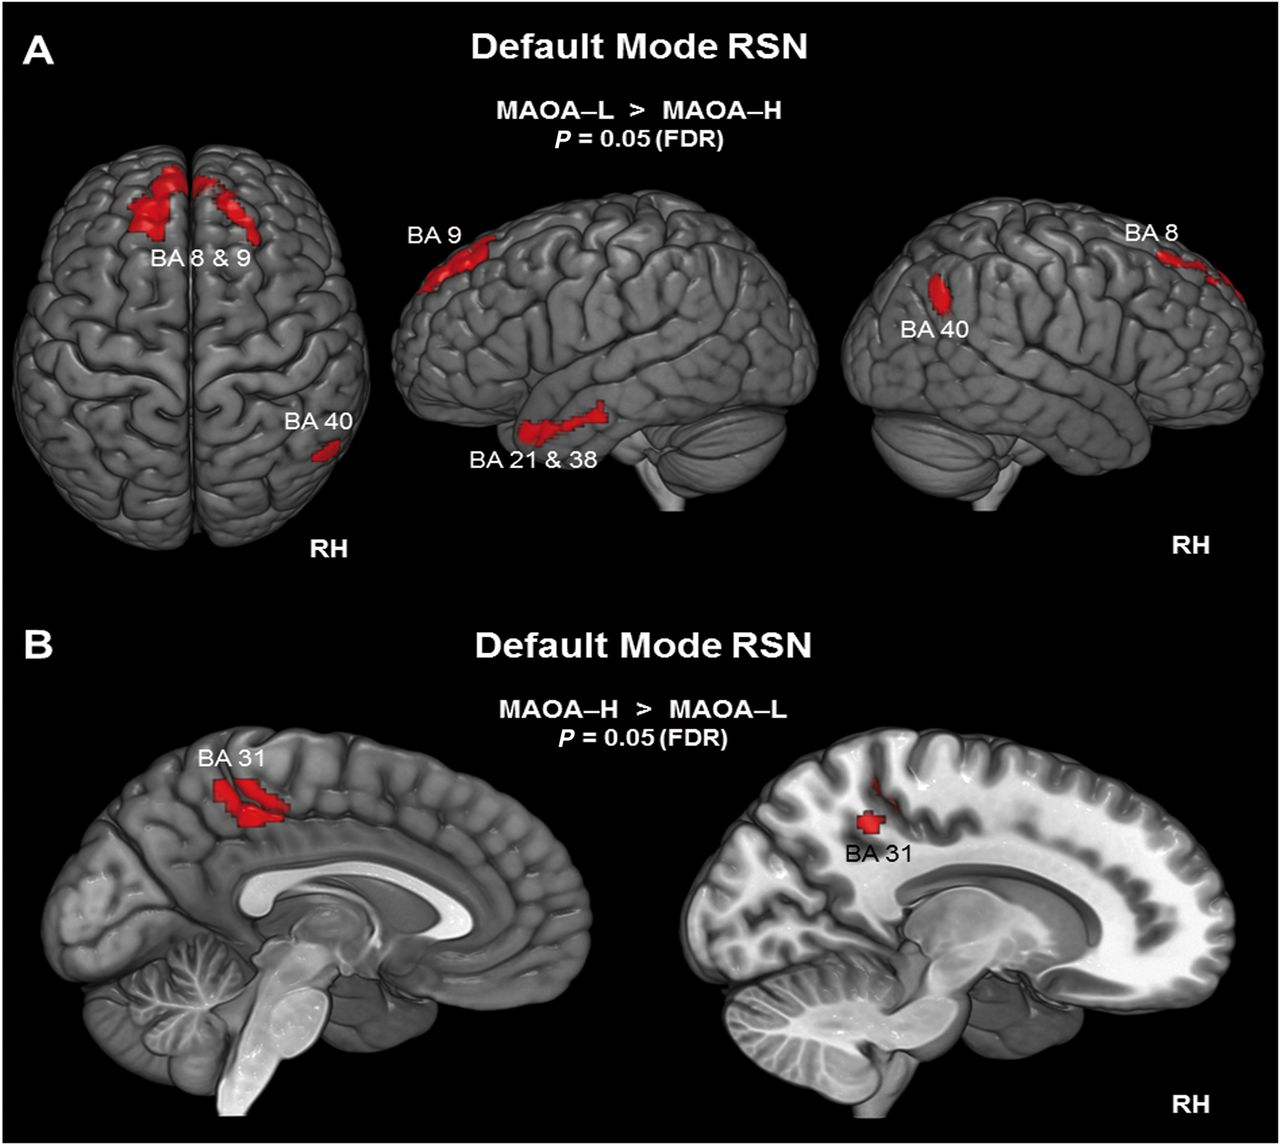 A
Default Mode RSN
MAOA–L > MAOA–H
P = 0.05 (FDR)
BA 9
BA 8
BA 8 & 9
BA 40
BA 40
BA 21 & 38
RH
RH
B
Default Mode RSN
MAOA–H > MAOA–L
P = 0.05 (FDR)
BA 31
BA 31
RH